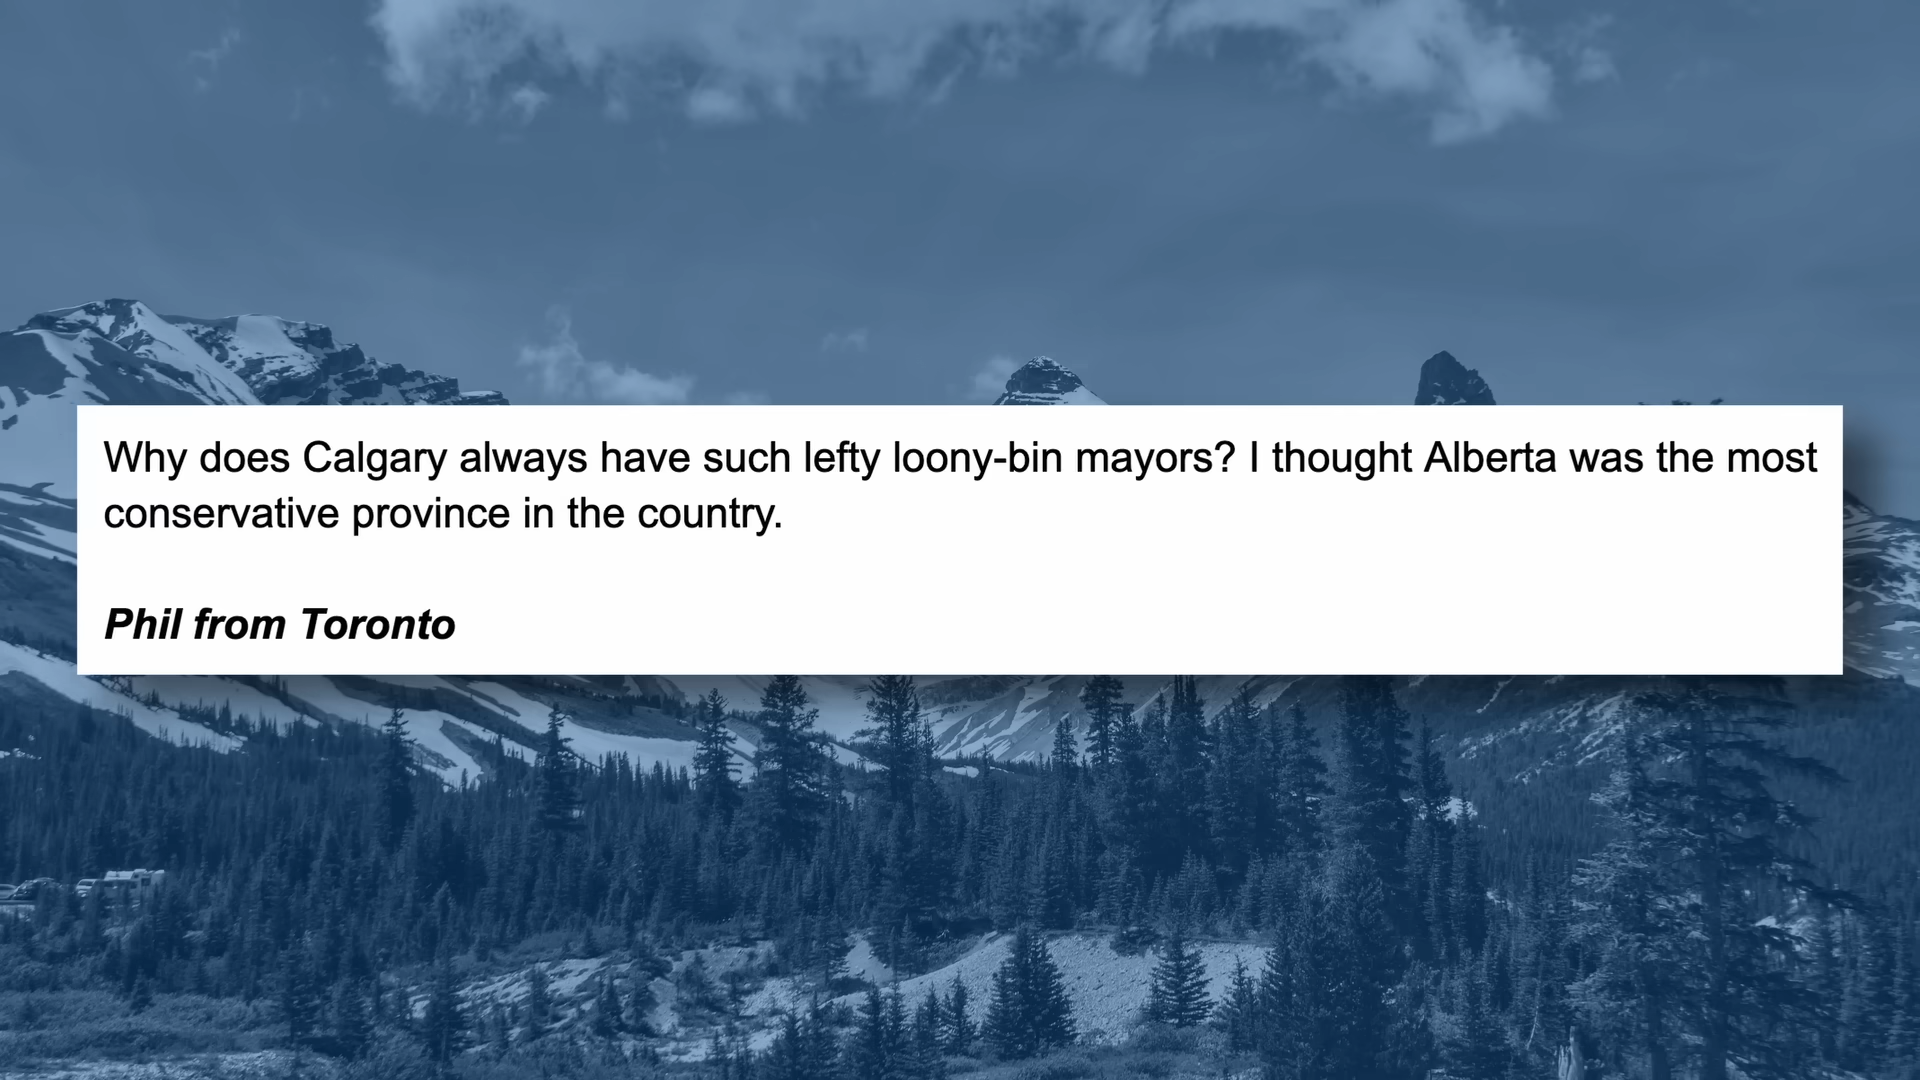 Why does Calgary always have such lefty loony-bin mayors? I thought Alberta was the most
conservative province in the country.
Phil from Toronto